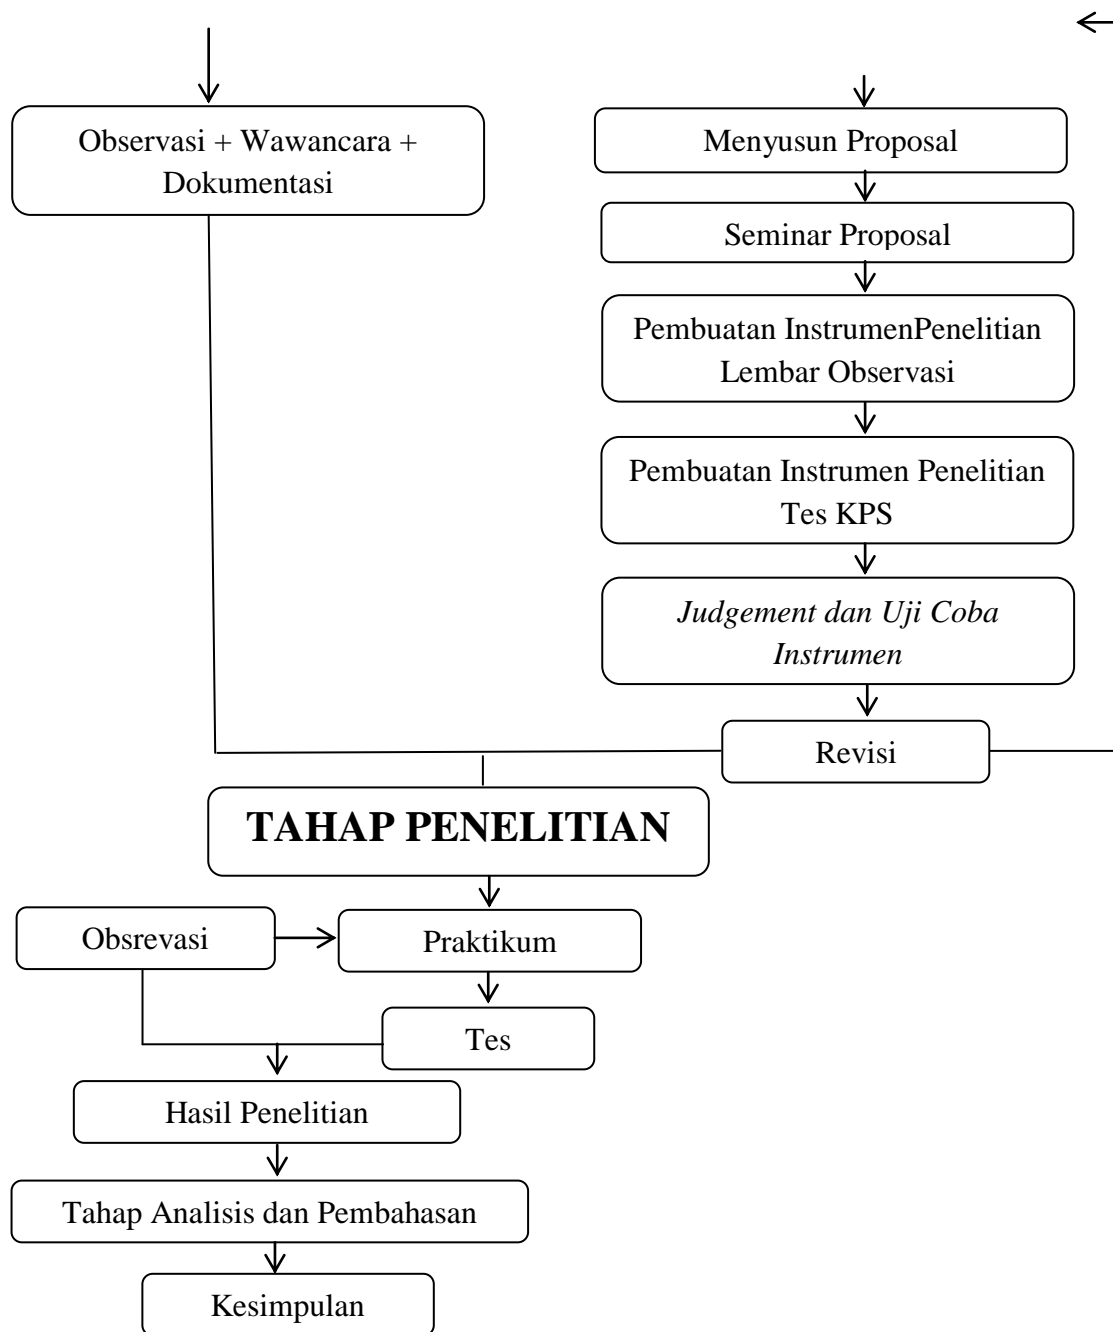 Observasi + Wawancara +
Dokumentasi
Menyusun Proposal
Seminar Proposal
Pembuatan InstrumenPenelitian
Lembar Observasi
Pembuatan Instrumen Penelitian
Tes KPS
Judgement dan Uji Coba
Instrumen
Revisi
TAHAP PENELITIAN
Obsrevasi
Praktikum
Tes
Hasil Penelitian
Tahap Analisis dan Pembahasan
Kesimpulan